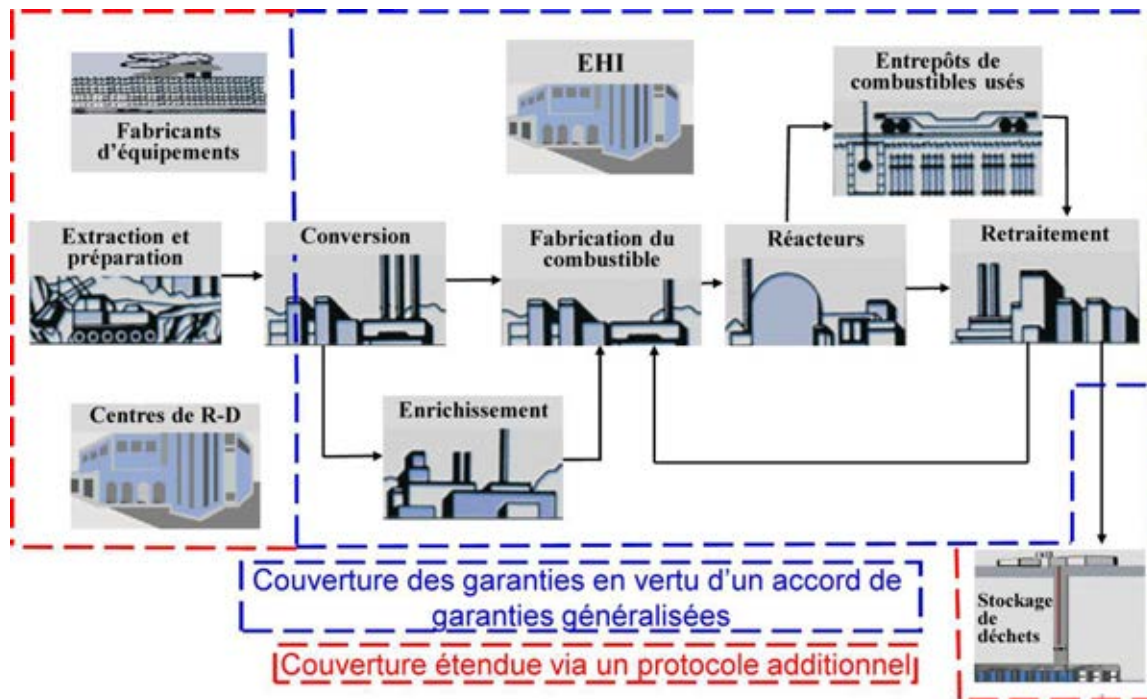 Fabricants
d'équipements
EHI
Entrepôts de
combustibles usés
Extraction et
préparation
Conversion
Fabrication du
combustible
Réacteurs
Retraitement
Centres de R-D
Enrichissement
Couverture des garanties en vertu d'un accord de
garanties généralisées
Couverture étendue via un protocole additionnel
Stockage
de
déchets